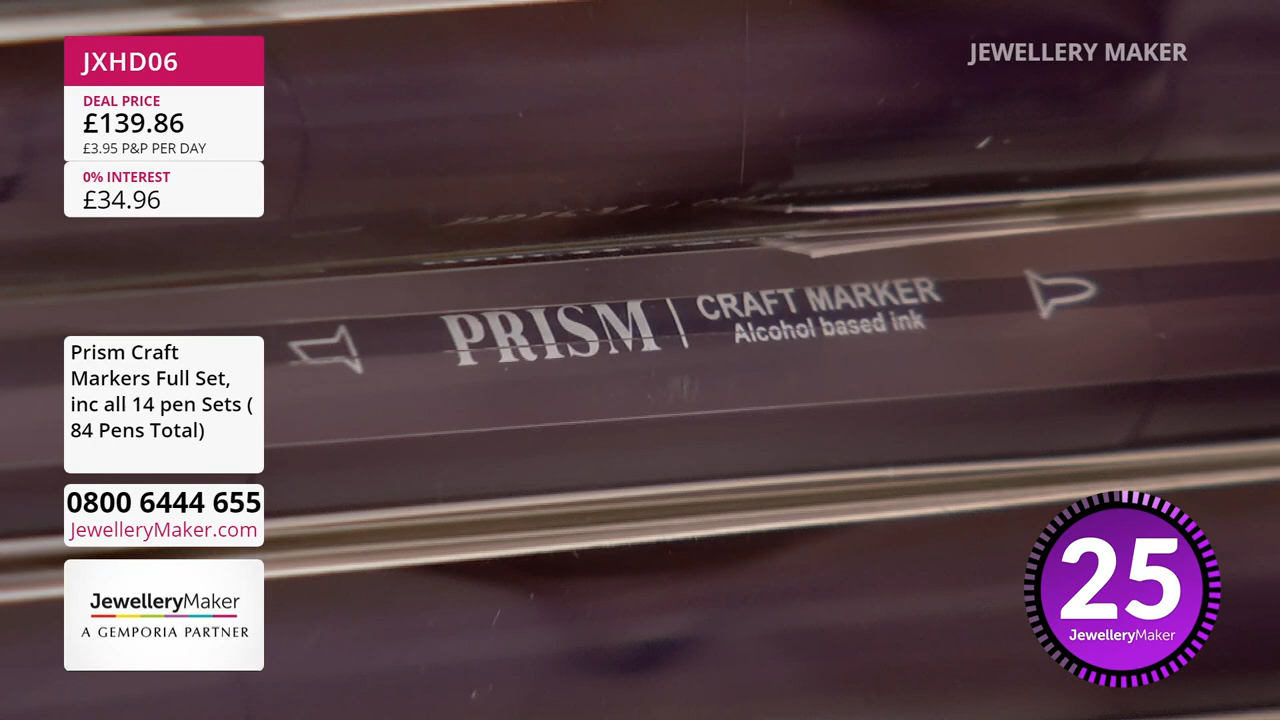 JXHD06
DEAL PRICE
£139.86
£3.95 P&P PER DAY
0% INTEREST
£34.96
JEWELLERY MAKER
PRISM | CRAFT MARKER
Alcohol based ink
Prism Craft
Markers Full Set,
inc all 14 pen Sets (
84 Pens Total)
0800 6444 655
JewelleryMaker.com
JewelleryMaker
A GEMPORIA PARTNER
25
JewelleryMaker